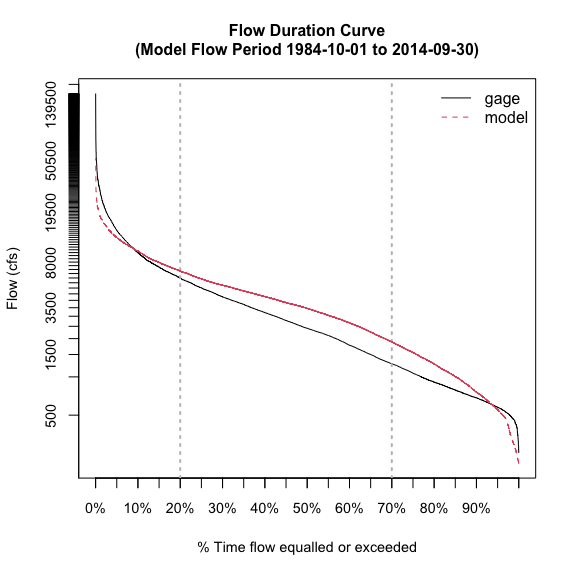 Flow Duration Curve
(Model Flow Period 1984-10-01 to 2014-09-30)
gage
model
Flow (cfs)
139500
50500
19500
8000
3500
1500
500
0% 10% 20% 30% 40% 50% 60% 70% 80% 90%
% Time flow equalled or exceeded